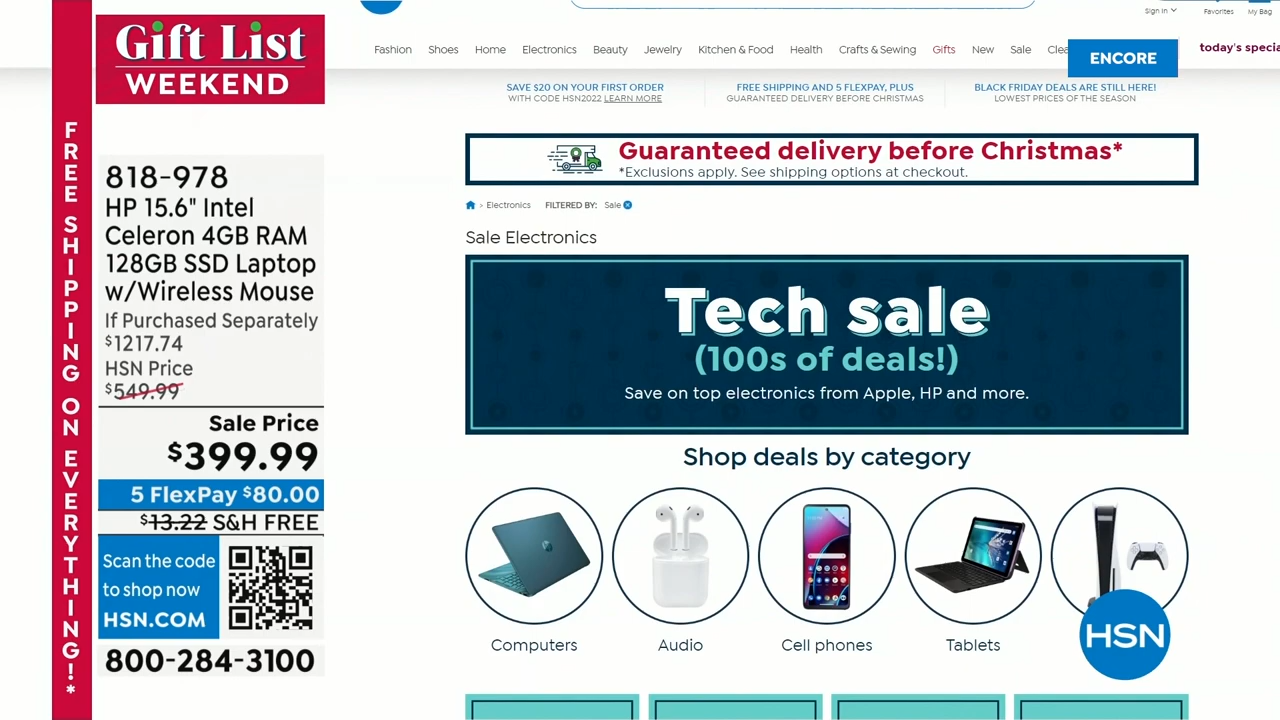 Gift List
WEEKEND
FREE SHIPPING ON EVERYTHING!*
818-978
HP 15.6" Intel
Celeron 4GB RAM
128GB SSD Laptop
w/Wireless Mouse
If Purchased Separately
$1217.74
HSN Price
$549.99
Sale Price
$399.99
5 FlexPay $80.00
$13.22 S&H FREE
Scan the code
to shop now
HSN.COM
800-284-3100
Sign In
Favorites
My Bag
Fashion Shoes Home Electronics Beauty Jewelry Kitchen & Food Health Crafts & Sewing Gifts New Sale
ENCORE
today's
SAVE $20 ON YOUR FIRST ORDER
WITH CODE HSN2022 LEARN MORE
FREE SHIPPING AND 5 FLEXPAY, PLUS
GUARANTEED DELIVERY BEFORE CHRISTMAS
BLACK FRIDAY DEALS ARE STILL HERE!
LOWEST PRICES OF THE SEASON
Guaranteed delivery before Christmas*
*Exclusions apply. See shipping options at checkout.
> Electronics FILTERED BY: Sale
Sale Electronics
Tech sale
(100s of deals!)
Save on top electronics from Apple, HP and more.
Shop deals by category
Computers
Audio
Cell phones
Tablets
HSN